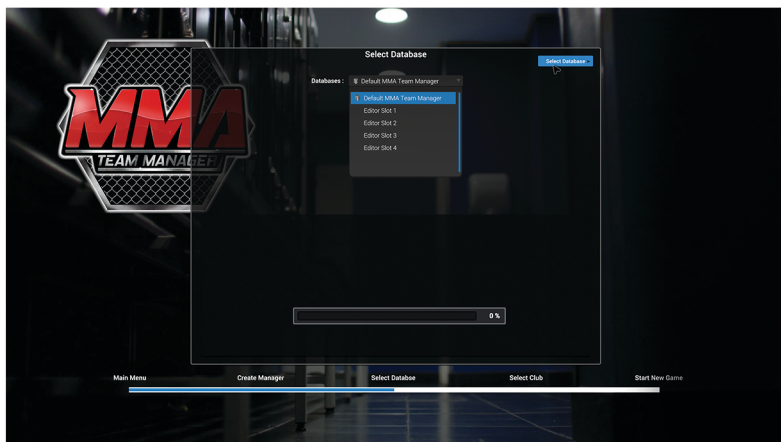 Select Database
Select Database
Databases :
Default MMA Team Manager
Default MMA Team Manager
Editor Slot 1
Editor Slot 2
Editor Slot 3
Editor Slot 4
MMA
TEAM MANAGER
0 %
Main Menu
Create Manager
Select Databse
Select Club
Start New Game